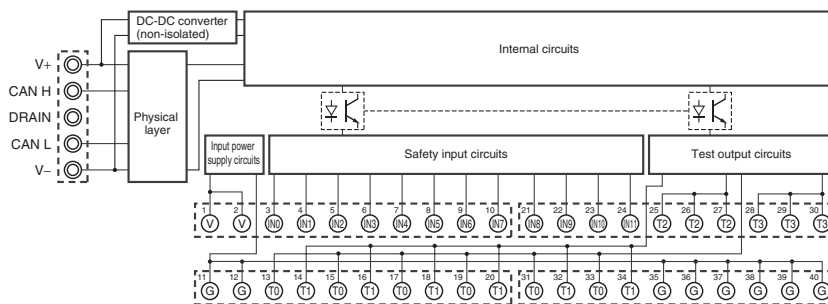 DC-DC converter
(non-isolated)
Internal circuits
V+
CAN H
DRAIN
CAN L
V–
Physical
layer
Input power
supply circuits
Safety input circuits
Test output circuits
1 2 3 4 5 6 7 8 9 10 21 22 23 24 25 26 27 28 29 30
V V IN0 IN1 IN2 IN3 IN4 IN5 IN6 IN7 IN8 IN9 IN10 IN11 T2 T2 T2 T3 T3 T3
11 12 13 14 15 16 17 18 19 20 31 32 33 34 35 36 37 38 39 40
G G T0 T1 T0 T1 T0 T1 T0 T1 T0 T1 T0 T1 G G G G G G